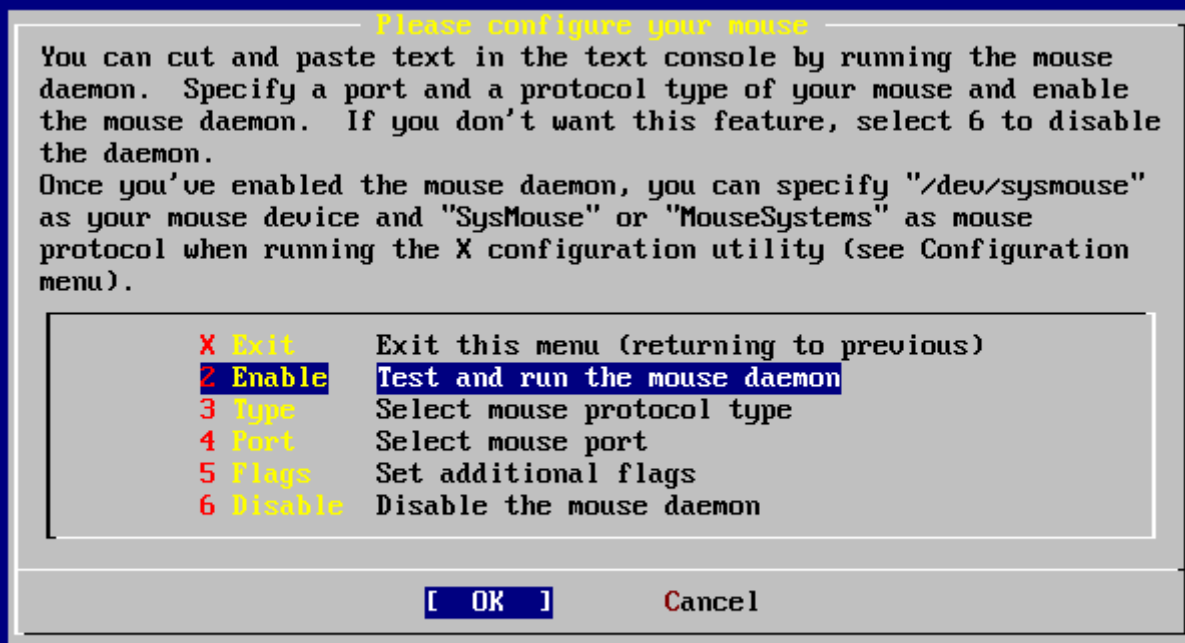 Please configure your mouse
You can cut and paste text in the text console by running the mouse
daemon.  Specify a port and a protocol type of your mouse and enable
the mouse daemon.  If you don't want this feature, select 6 to disable
the daemon.
Once you've enabled the mouse daemon, you can specify "/dev/sysmouse"
as your mouse device and "SysMouse" or "MouseSystems" as mouse
protocol when running the X configuration utility (see Configuration
menu).
X Exit     Exit this menu (returning to previous)
2 Enable   Test and run the mouse daemon
3 Type     Select mouse protocol type
4 Port     Select mouse port
5 Flags    Set additional flags
6 Disable  Disable the mouse daemon
[  OK  ]       Cancel